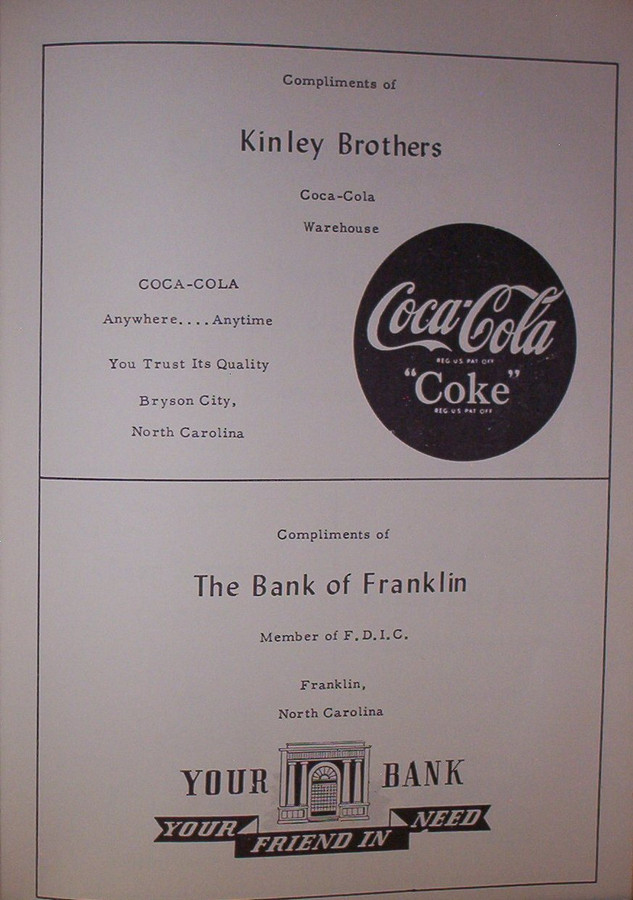 Compliments of
Kinley Brothers
Coca-Cola
Warehouse
COCA-COLA
Anywhere....Anytime
You Trust Its Quality
Bryson City,
North Carolina
Coca-Cola
REG US PAT OFF
"Coke"
REG US PAT OFF
Compliments of
The Bank of Franklin
Member of F.D.I.C.
Franklin,
North Carolina
YOUR BANK
YOUR FRIEND IN NEED